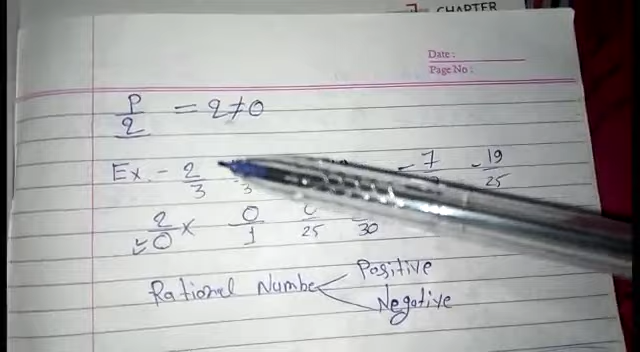 CHAPTER
Date :
Page No :
P/q = q≠0
Ex. - 2/3 - 7 - 19/25
2/0 × 0/1 25 30
Rational Number
Positive
Negative